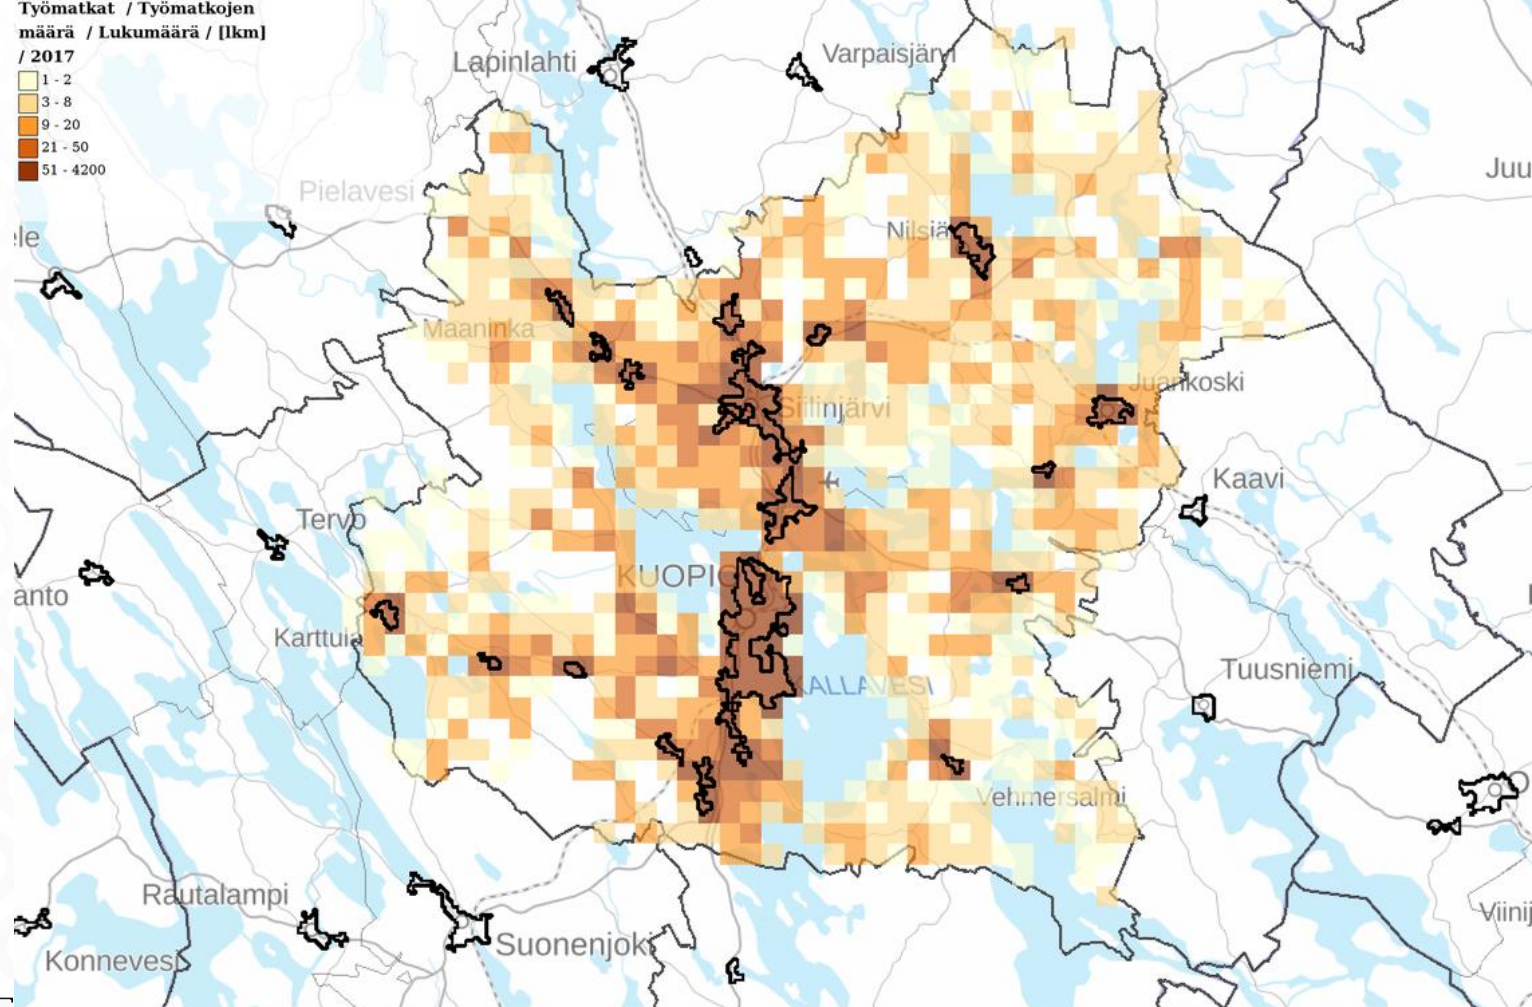 Työmatkat / Työmatkojen
määrä / Lukumäärä / [lkm]
/ 2017
1 - 2
3 - 8
9 - 20
21 - 50
51 - 4200
Lapinlahti
Varpaisjärvi
Pielavesi
Juu
ele
Nilsiä
Maaninka
Juankoski
Siilinjärvi
Kaavi
Tervo
KUOPIO
anto
Karttula
Tuusniemi
KALLAVESI
Vehmersalmi
O
Rautalampi
Viinij
Suonenjoki
Konnevesi